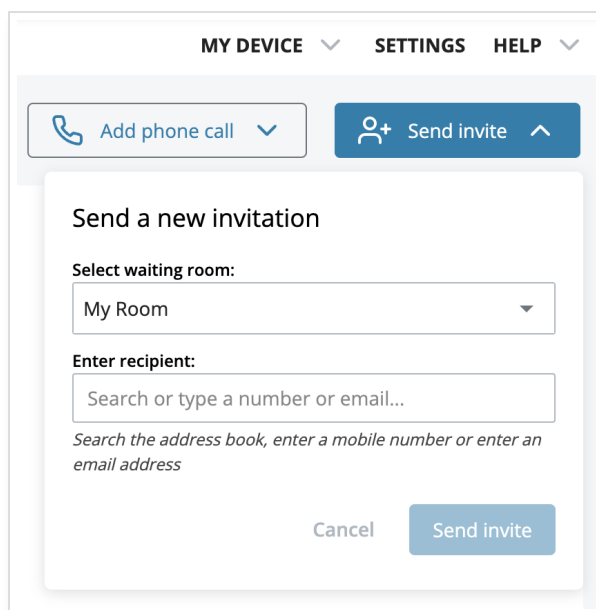 MY DEVICE SETTINGS HELP
Add phone call Send invite
Send a new invitation
Select waiting room:
My Room
Enter recipient:
Search or type a number or email...
Search the address book, enter a mobile number or enter an
email address
Cancel Send invite